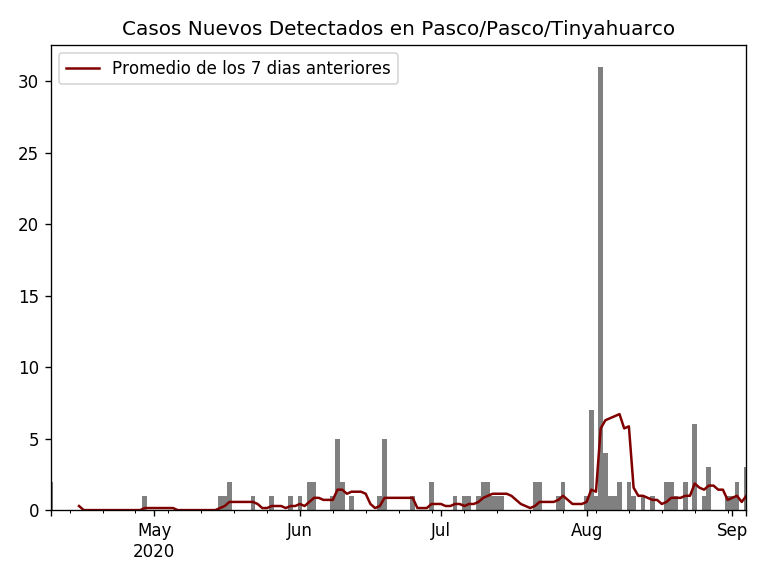 Casos Nuevos Detectados en Pasco/Pasco/Tinyahuarco
Promedio de los 7 dias anteriores
30
25
20
15
10
5
0
May Jun Jul Aug Sep
2020